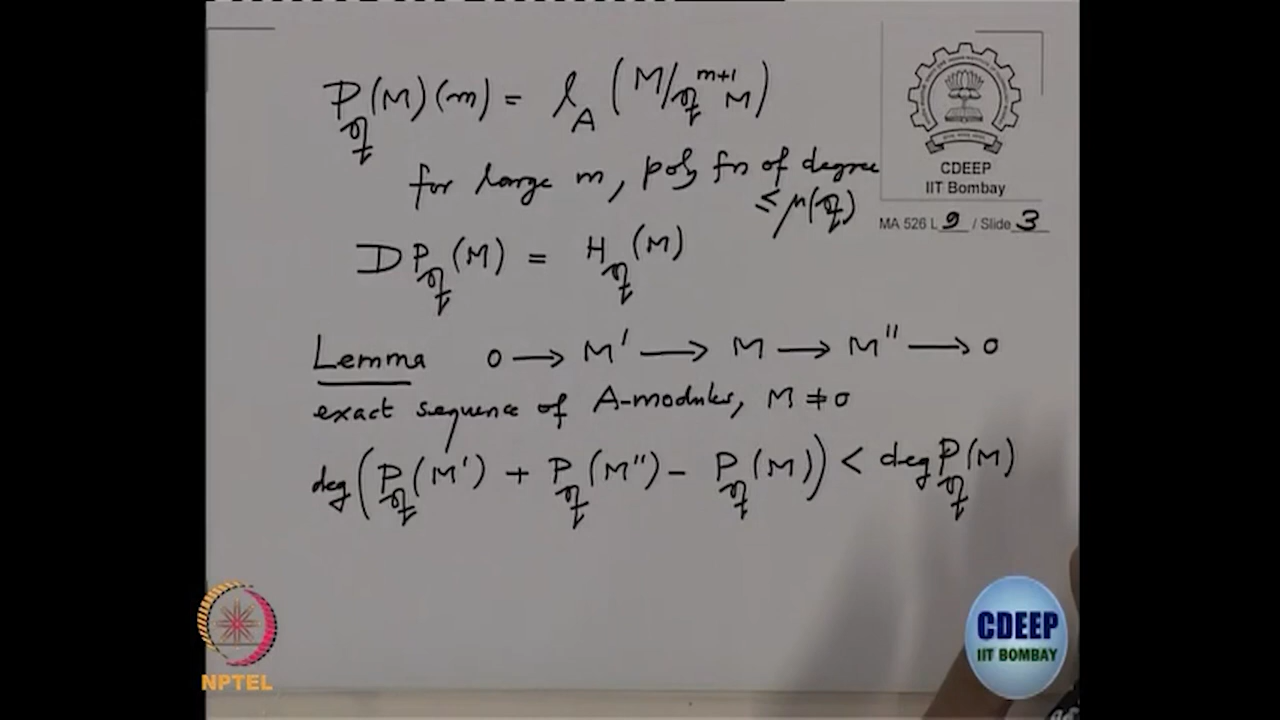 P_𝔮(M)(m) = l_A (M/𝔮^{m+1} M)
for large m, poly fn of degree
≤ μ(𝔮)
D P_𝔮(M) = H_𝔮(M)
Lemma 0 → M' → M → M'' → 0
exact sequence of A-modules, M ≠ 0
deg(P_𝔮(M') + P_𝔮(M'') - P_𝔮(M)) < deg P_𝔮(M)
CDEEP
IIT Bombay
MA 526 L 9 / Slide 3
NPTEL
CDEEP
IIT BOMBAY